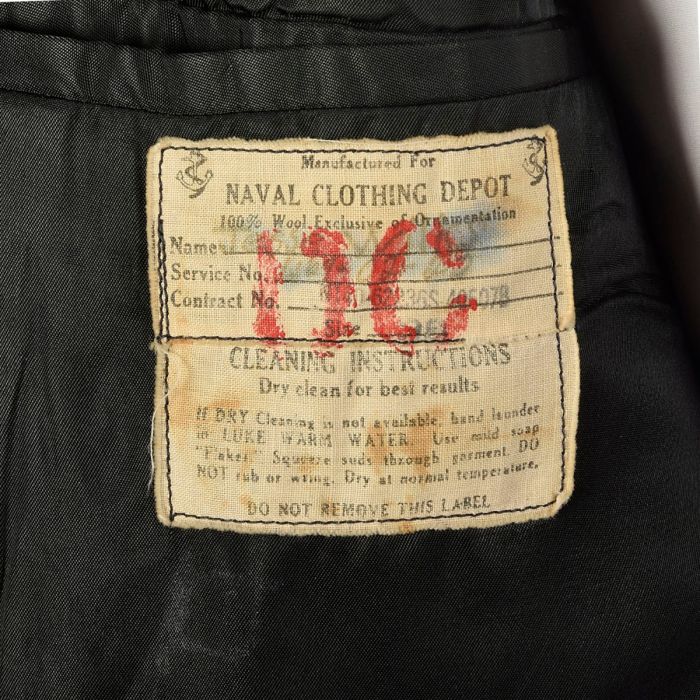 Manufactured For
NAVAL CLOTHING DEPOT
100% Wool. Exclusive of Ornamentation
Name
Service No.
Contract No.
Size
CLEANING INSTRUCTIONS
Dry clean for best results
If DRY Cleaning is not available, hand launder
in LUKE WARM WATER. Use mild soap
"Flakes" Squeeze suds through garment. DO
NOT rub or wring. Dry at normal temperature.
DO NOT REMOVE THIS LABEL